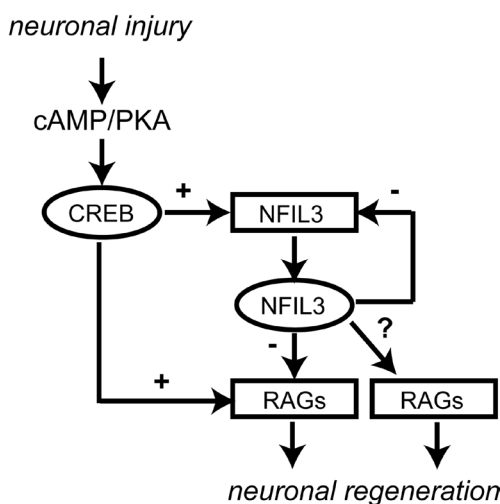 neuronal injury
cAMP/PKA
CREB + NFIL3 -
NFIL3
- ?
+ RAGs RAGs
neuronal regeneration